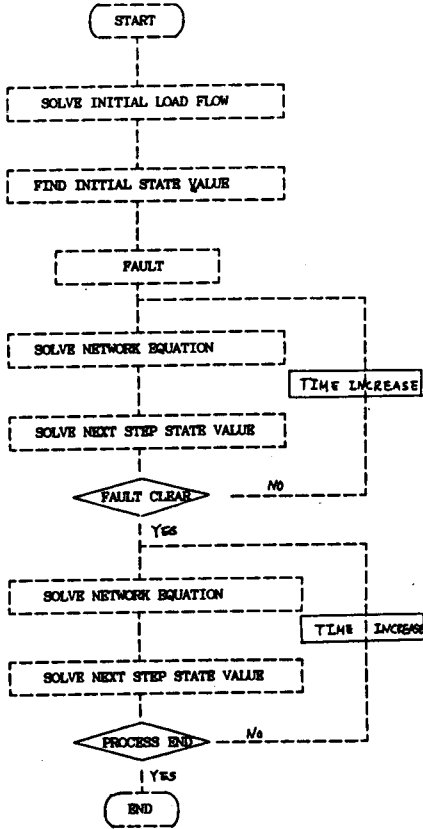 START
SOLVE INITIAL LOAD FLOW
FIND INITIAL STATE VALUE
FAULT
SOLVE NETWORK EQUATION
TIME INCREASE
SOLVE NEXT STEP STATE VALUE
FAULT CLEAR
NO
YES
SOLVE NETWORK EQUATION
TIME INCREASE
SOLVE NEXT STEP STATE VALUE
PROCESS END
No
YES
END